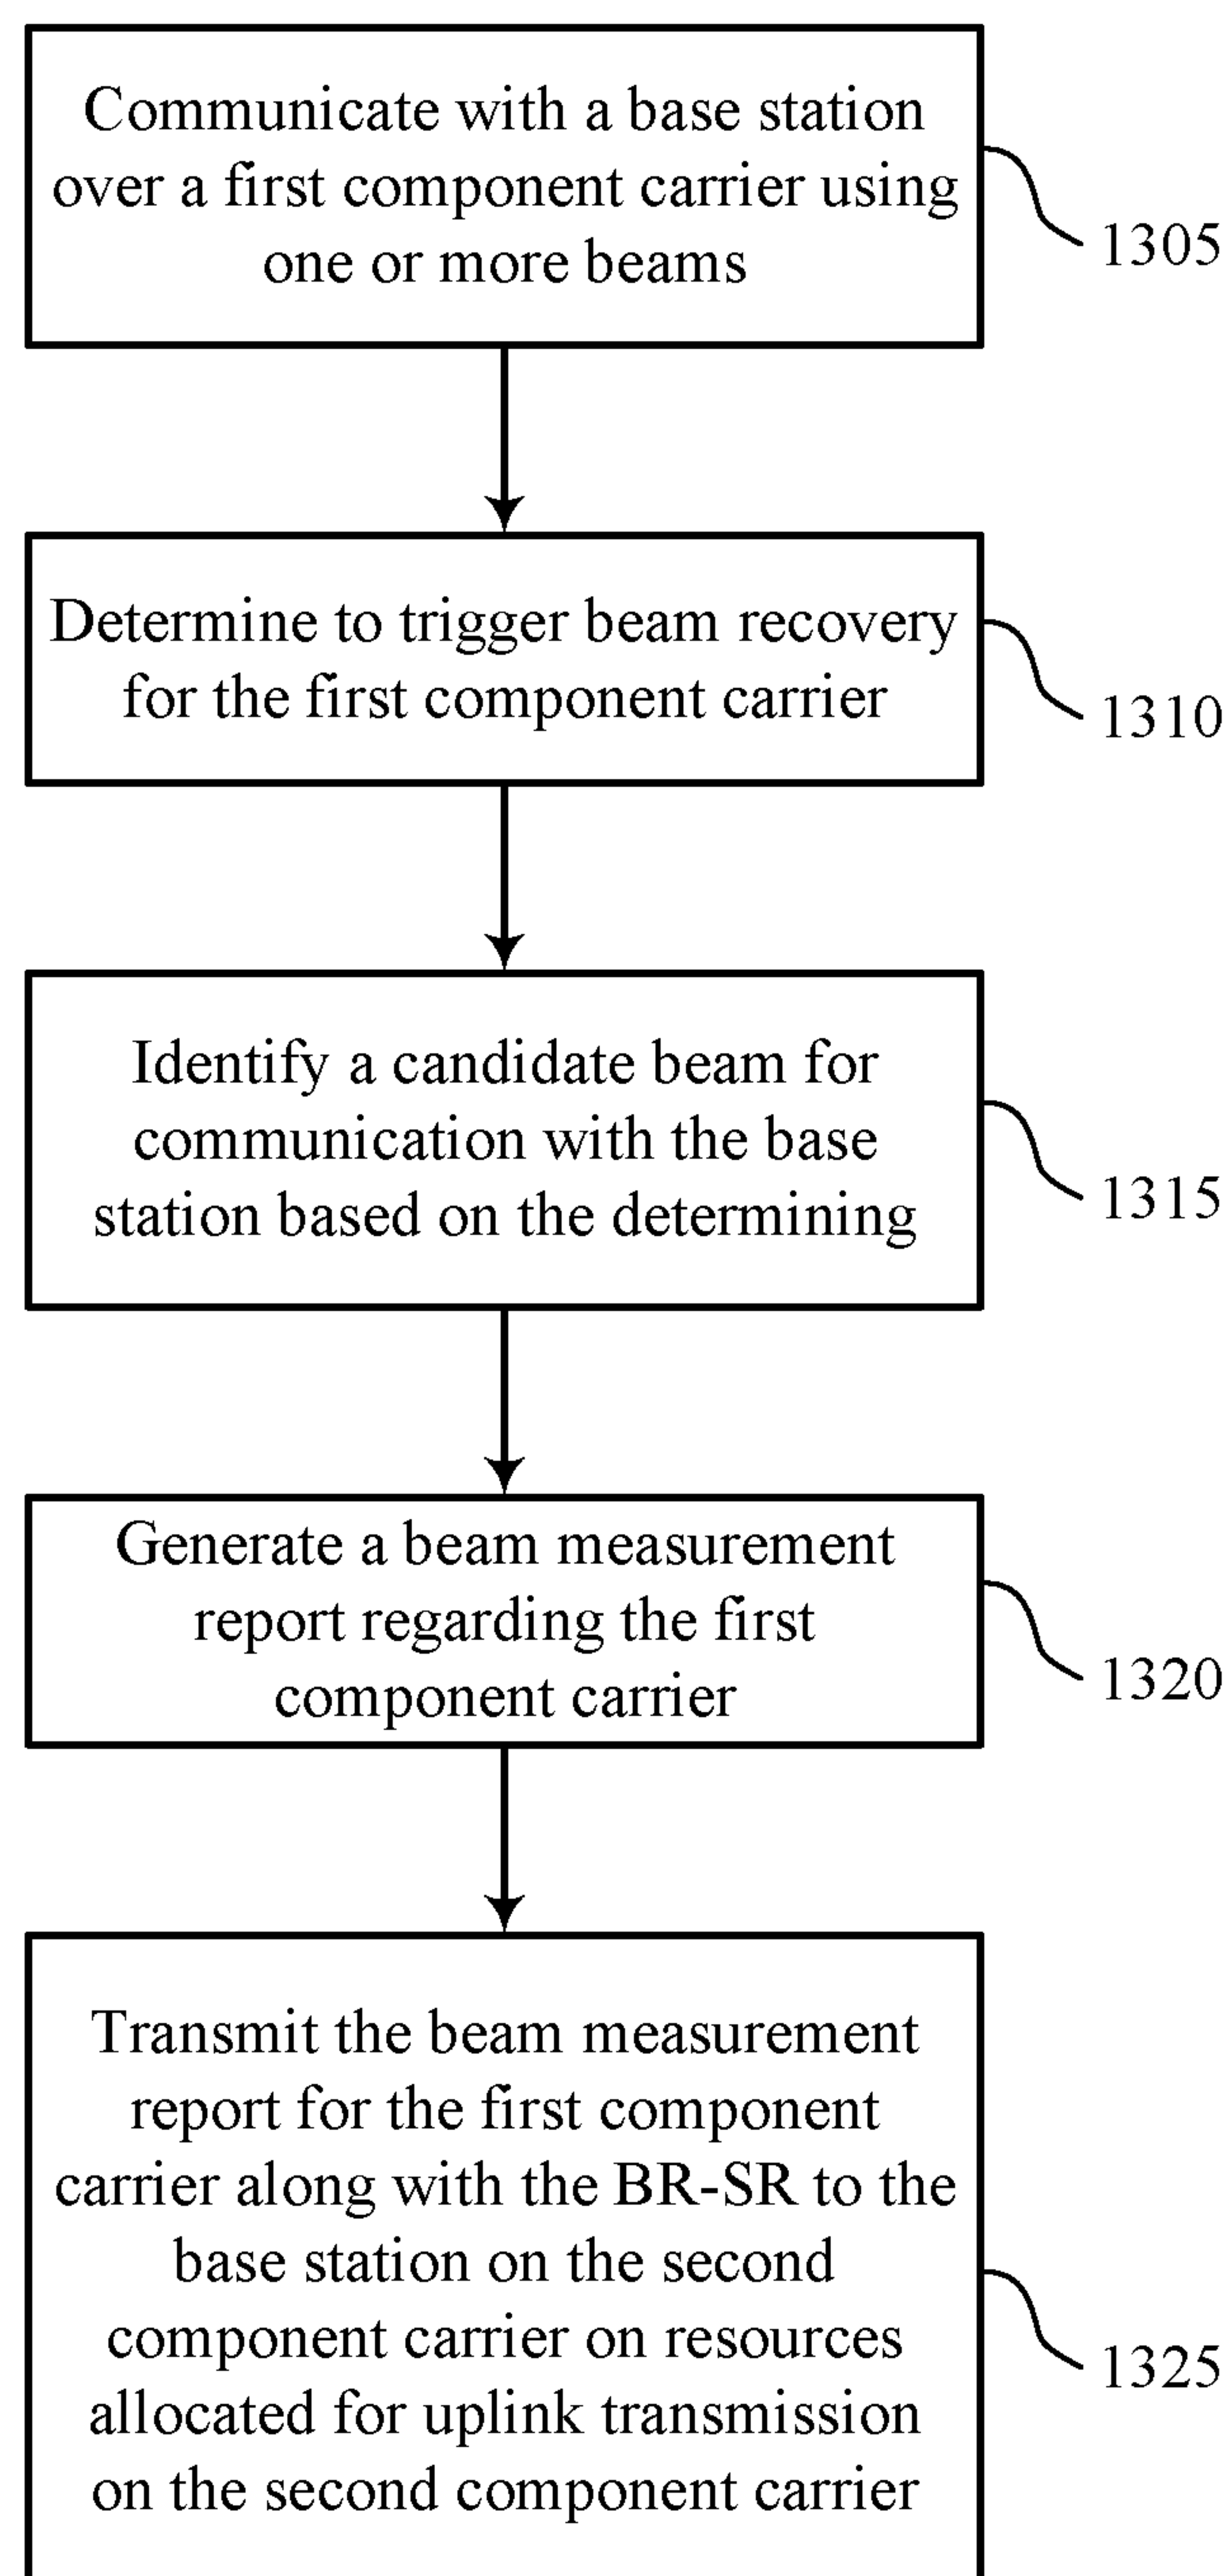 Communicate with a base station
over a first component carrier using
one or more beams
1305
Determine to trigger beam recovery
for the first component carrier
1310
Identify a candidate beam for
communication with the base
station based on the determining
1315
Generate a beam measurement
report regarding the first
component carrier
1320
Transmit the beam measurement
report for the first component
carrier along with the BR-SR to the
base station on the second
component carrier on resources
allocated for uplink transmission
on the second component carrier
1325